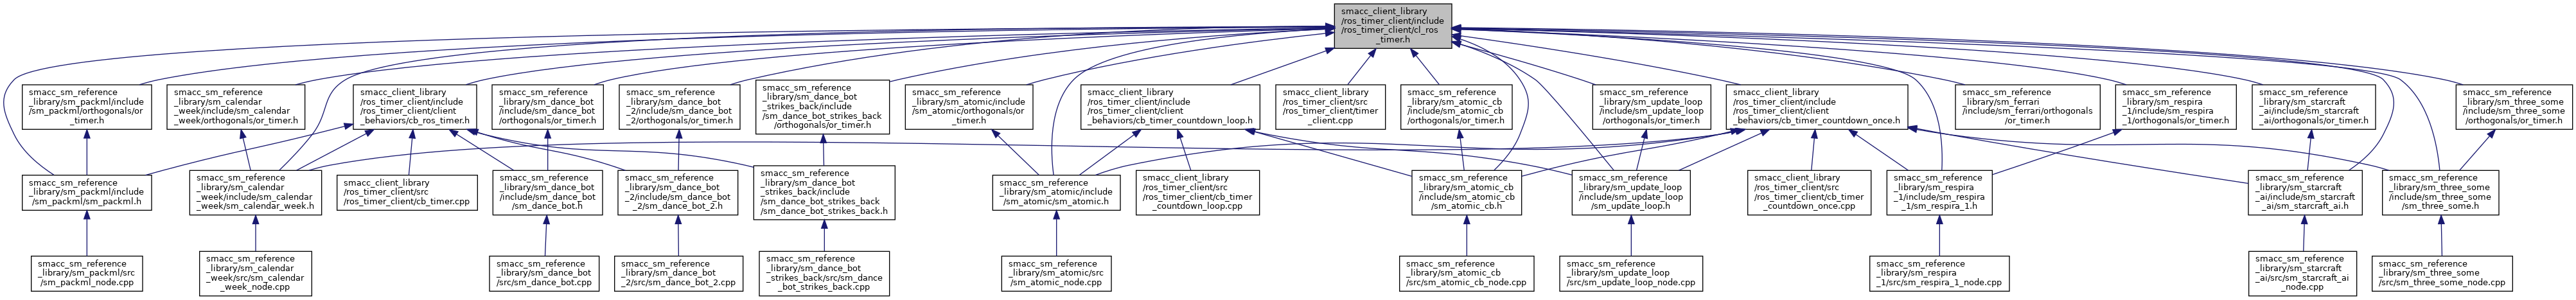 smacc_client_library
/ros_timer_client/include
/ros_timer_client/cl_ros
_timer.h
smacc_sm_reference
_library/sm_packml/include
/sm_packml/orthogonals/or
_timer.h
smacc_sm_reference
_library/sm_calendar
_week/include/sm_calendar
_week/orthogonals/or_timer.h
smacc_client_library
/ros_timer_client/include
/ros_timer_client/client
_behaviors/cb_ros_timer.h
smacc_sm_reference
_library/sm_dance_bot
/include/sm_dance_bot
/orthogonals/or_timer.h
smacc_sm_reference
_library/sm_dance_bot
_2/include/sm_dance_bot
_2/orthogonals/or_timer.h
smacc_sm_reference
_library/sm_dance_bot
_strikes_back/include
/sm_dance_bot_strikes_back
/orthogonals/or_timer.h
smacc_sm_reference
_library/sm_atomic/include
/sm_atomic/orthogonals/or
_timer.h
smacc_client_library
/ros_timer_client/include
/ros_timer_client/client
_behaviors/cb_timer_countdown_loop.h
smacc_client_library
/ros_timer_client/src
/ros_timer_client/timer
_client.cpp
smacc_sm_reference
_library/sm_atomic_cb
/include/sm_atomic_cb
/orthogonals/or_timer.h
smacc_sm_reference
_library/sm_update_loop
/include/sm_update_loop
/orthogonals/or_timer.h
smacc_client_library
/ros_timer_client/include
/ros_timer_client/client
_behaviors/cb_timer_countdown_once.h
smacc_sm_reference
_library/sm_ferrari
/include/sm_ferrari/orthogonals
/or_timer.h
smacc_sm_reference
_library/sm_respira
_1/include/sm_respira
_1/orthogonals/or_timer.h
smacc_sm_reference
_library/sm_starcraft
_ai/include/sm_starcraft
_ai/orthogonals/or_timer.h
smacc_sm_reference
_library/sm_three_some
/include/sm_three_some
/orthogonals/or_timer.h
smacc_sm_reference
_library/sm_packml/include
/sm_packml/sm_packml.h
smacc_sm_reference
_library/sm_calendar
_week/include/sm_calendar
_week/sm_calendar_week.h
smacc_client_library
/ros_timer_client/src
/ros_timer_client/cb_timer.cpp
smacc_sm_reference
_library/sm_dance_bot
/include/sm_dance_bot
/sm_dance_bot.h
smacc_sm_reference
_library/sm_dance_bot
_2/include/sm_dance_bot
_2/sm_dance_bot_2.h
smacc_sm_reference
_library/sm_dance_bot
_strikes_back/include
/sm_dance_bot_strikes_back
/sm_dance_bot_strikes_back.h
smacc_sm_reference
_library/sm_atomic/include
/sm_atomic/sm_atomic.h
smacc_client_library
/ros_timer_client/src
/ros_timer_client/cb_timer
_countdown_loop.cpp
smacc_sm_reference
_library/sm_atomic_cb
/include/sm_atomic_cb
/sm_atomic_cb.h
smacc_sm_reference
_library/sm_update_loop
/include/sm_update_loop
/sm_update_loop.h
smacc_client_library
/ros_timer_client/src
/ros_timer_client/cb_timer
_countdown_once.cpp
smacc_sm_reference
_library/sm_respira
_1/include/sm_respira
_1/sm_respira_1.h
smacc_sm_reference
_library/sm_starcraft
_ai/include/sm_starcraft
_ai/sm_starcraft_ai.h
smacc_sm_reference
_library/sm_three_some
/include/sm_three_some
/sm_three_some.h
smacc_sm_reference
_library/sm_packml/src
/sm_packml_node.cpp
smacc_sm_reference
_library/sm_calendar
_week/src/sm_calendar
_week_node.cpp
smacc_sm_reference
_library/sm_dance_bot
/src/sm_dance_bot.cpp
smacc_sm_reference
_library/sm_dance_bot
_2/src/sm_dance_bot_2.cpp
smacc_sm_reference
_library/sm_dance_bot
_strikes_back/src/sm_dance
_bot_strikes_back.cpp
smacc_sm_reference
_library/sm_atomic/src
/sm_atomic_node.cpp
smacc_sm_reference
_library/sm_atomic_cb
/src/sm_atomic_cb_node.cpp
smacc_sm_reference
_library/sm_update_loop
/src/sm_update_loop_node.cpp
smacc_sm_reference
_library/sm_respira
_1/src/sm_respira_1_node.cpp
smacc_sm_reference
_library/sm_starcraft
_ai/src/sm_starcraft_ai
_node.cpp
smacc_sm_reference
_library/sm_three_some
/src/sm_three_some_node.cpp